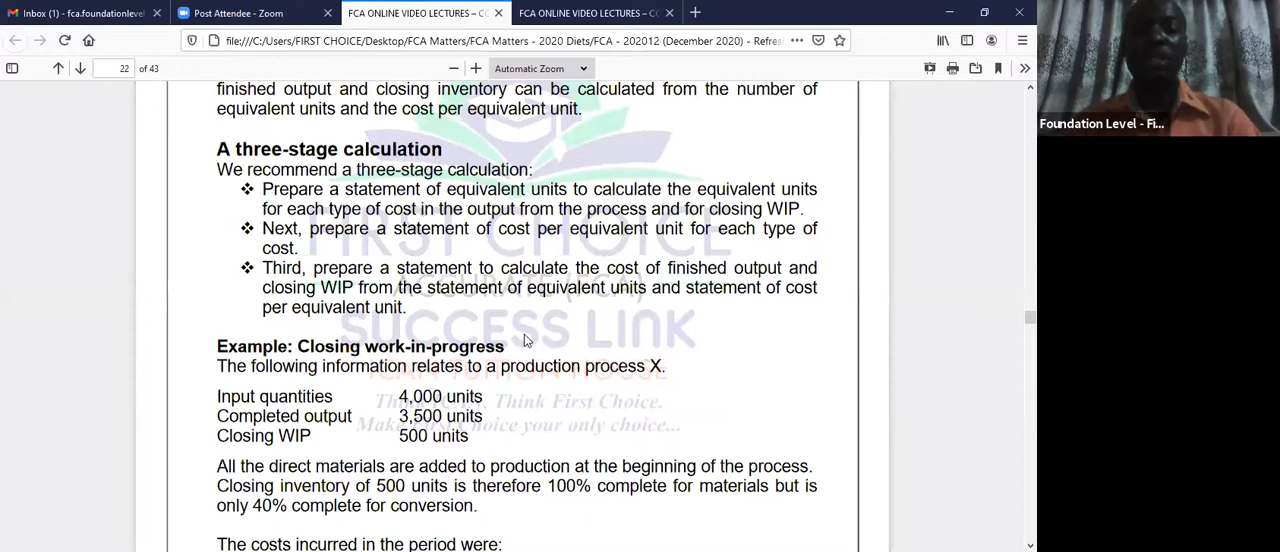 Inbox (1) - fca.foundationlevel
Post Attendee - Zoom
FCA ONLINE VIDEO LECTURES – CO
FCA ONLINE VIDEO LECTURES – CO
file:///C:/Users/FIRST CHOICE/Desktop/FCA Matters/FCA Matters - 2020 Diets/FCA - 202012 (December 2020) - Refres
22 of 43
Automatic Zoom
Foundation Level - Fi...
finished output and closing inventory can be calculated from the number of
equivalent units and the cost per equivalent unit.
A three-stage calculation
We recommend a three-stage calculation:
❖ Prepare a statement of equivalent units to calculate the equivalent units
for each type of cost in the output from the process and for closing WIP.
❖ Next, prepare a statement of cost per equivalent unit for each type of
cost.
❖ Third, prepare a statement to calculate the cost of finished output and
closing WIP from the statement of equivalent units and statement of cost
per equivalent unit.
Example: Closing work-in-progress
The following information relates to a production process X.
Input quantities 4,000 units
Completed output 3,500 units
Closing WIP 500 units
All the direct materials are added to production at the beginning of the process.
Closing inventory of 500 units is therefore 100% complete for materials but is
only 40% complete for conversion.
The costs incurred in the period were:
FIRST CHOICE
ACCURATE (FCA)
SUCCESS LINK
ICAN TUITION HOUSE
Think ICAN, Think First Choice.
Make First Choice your only choice...